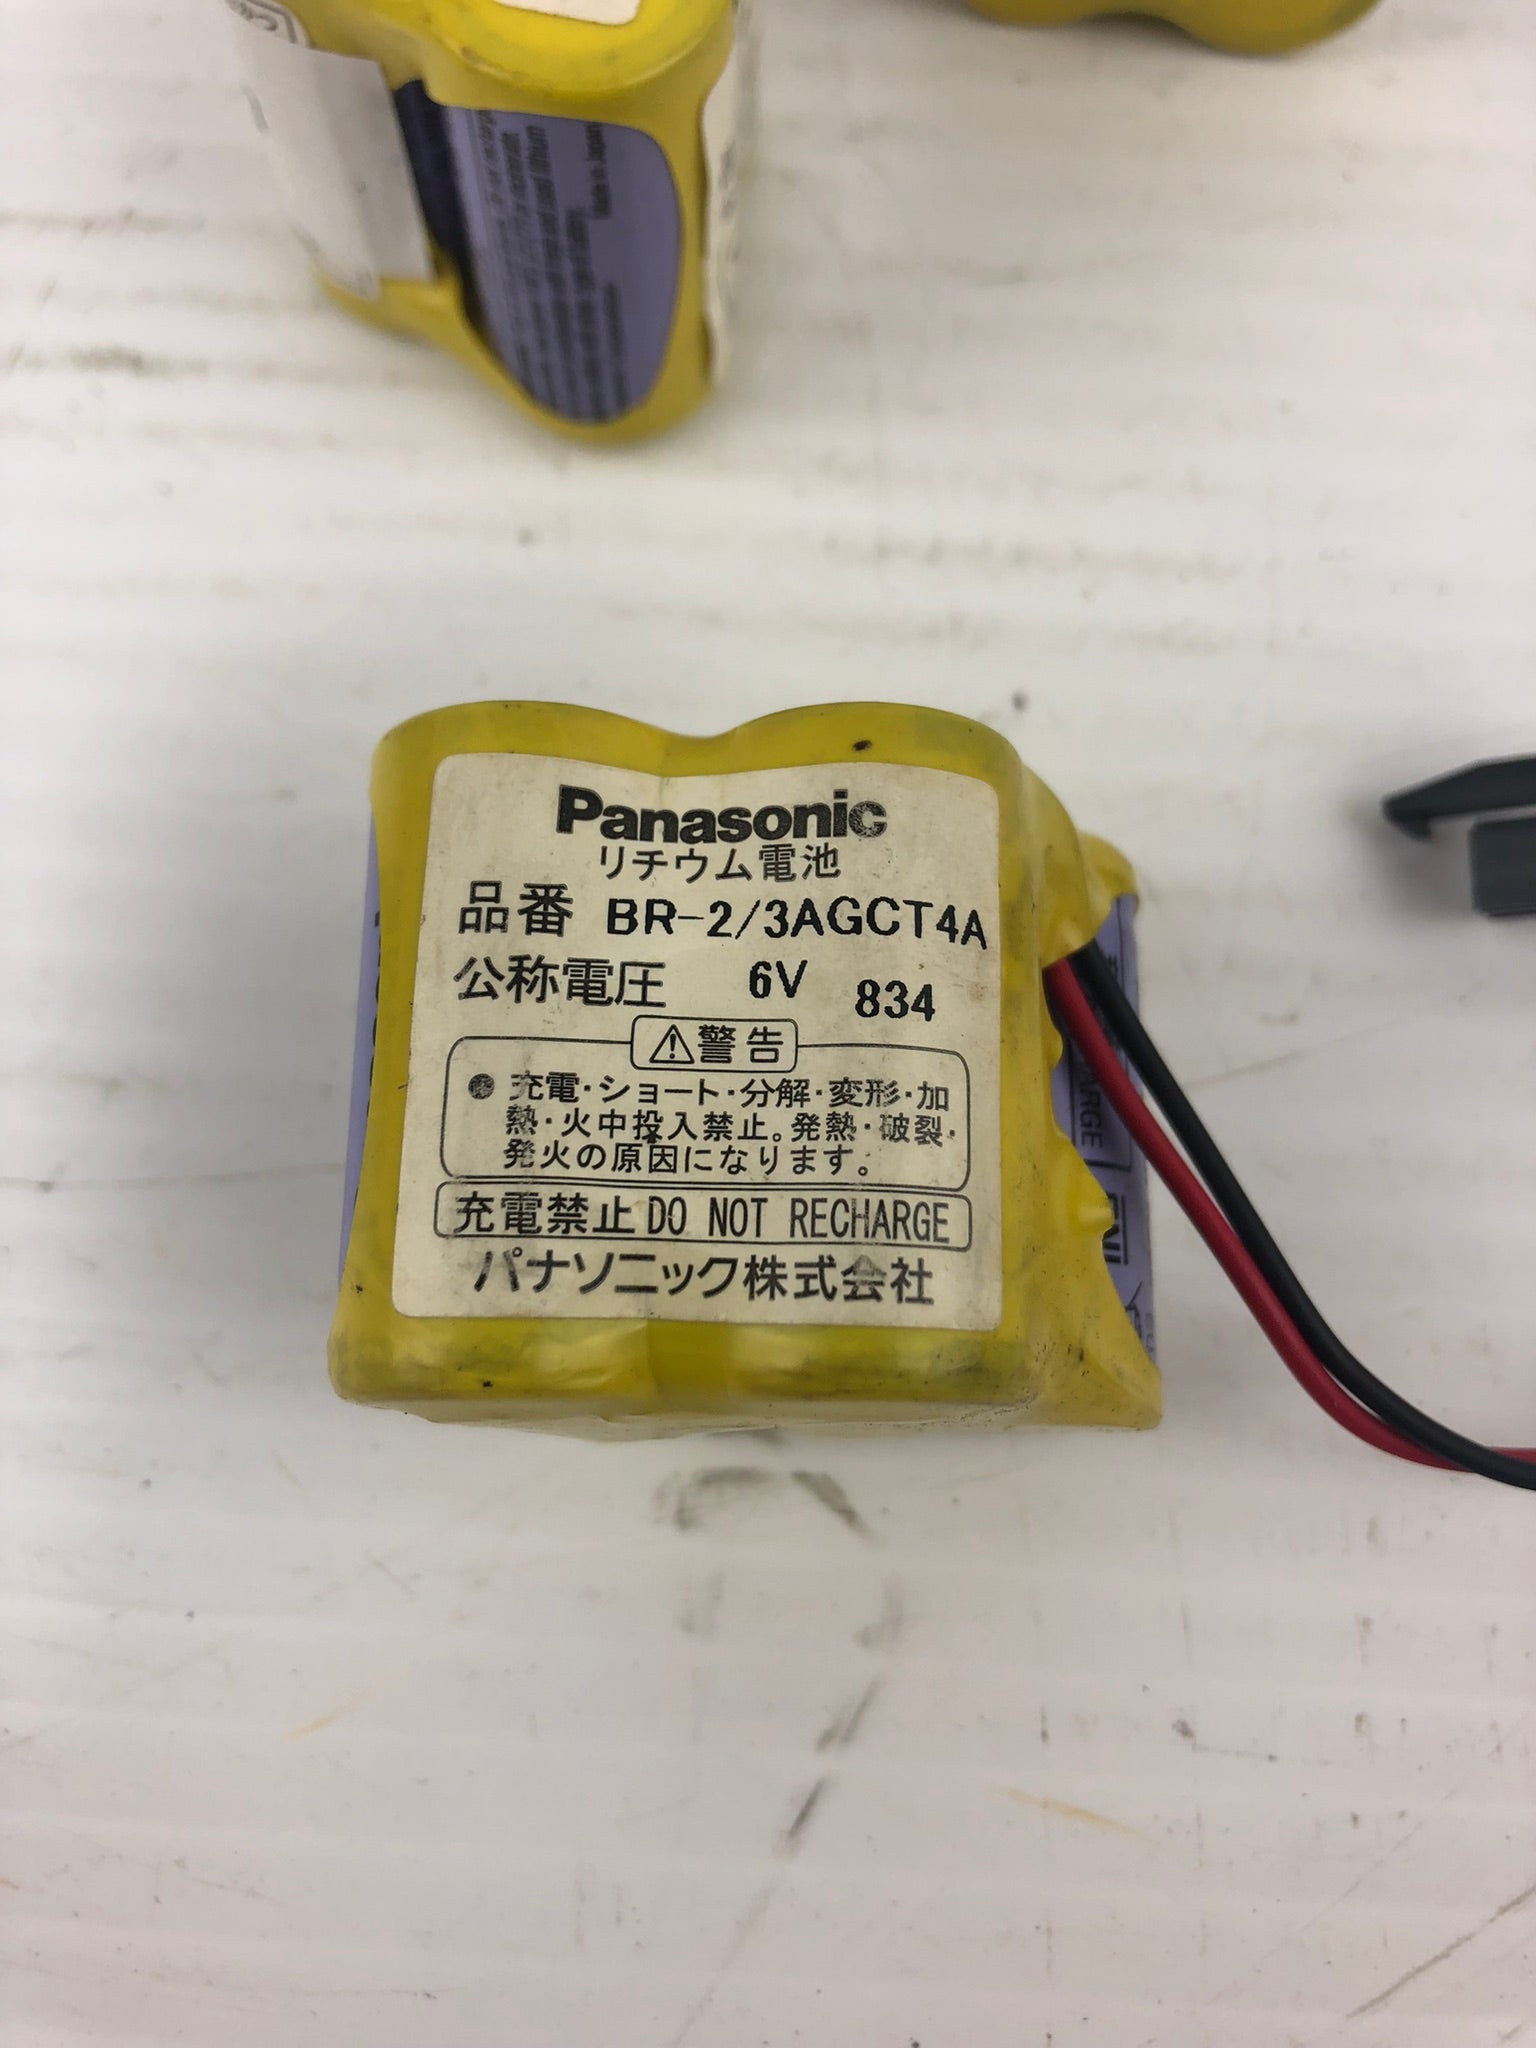 Made in Japan
Panasonic
リチウム電池
品番 BR-2/3AGCT4A
公称電圧 6V 834
⚠警告
● 充電・ショート・分解・変形・加
熱・火中投入禁止。発熱・破裂・
発火の原因になります。
充電禁止 DO NOT RECHARGE
パナソニック株式会社